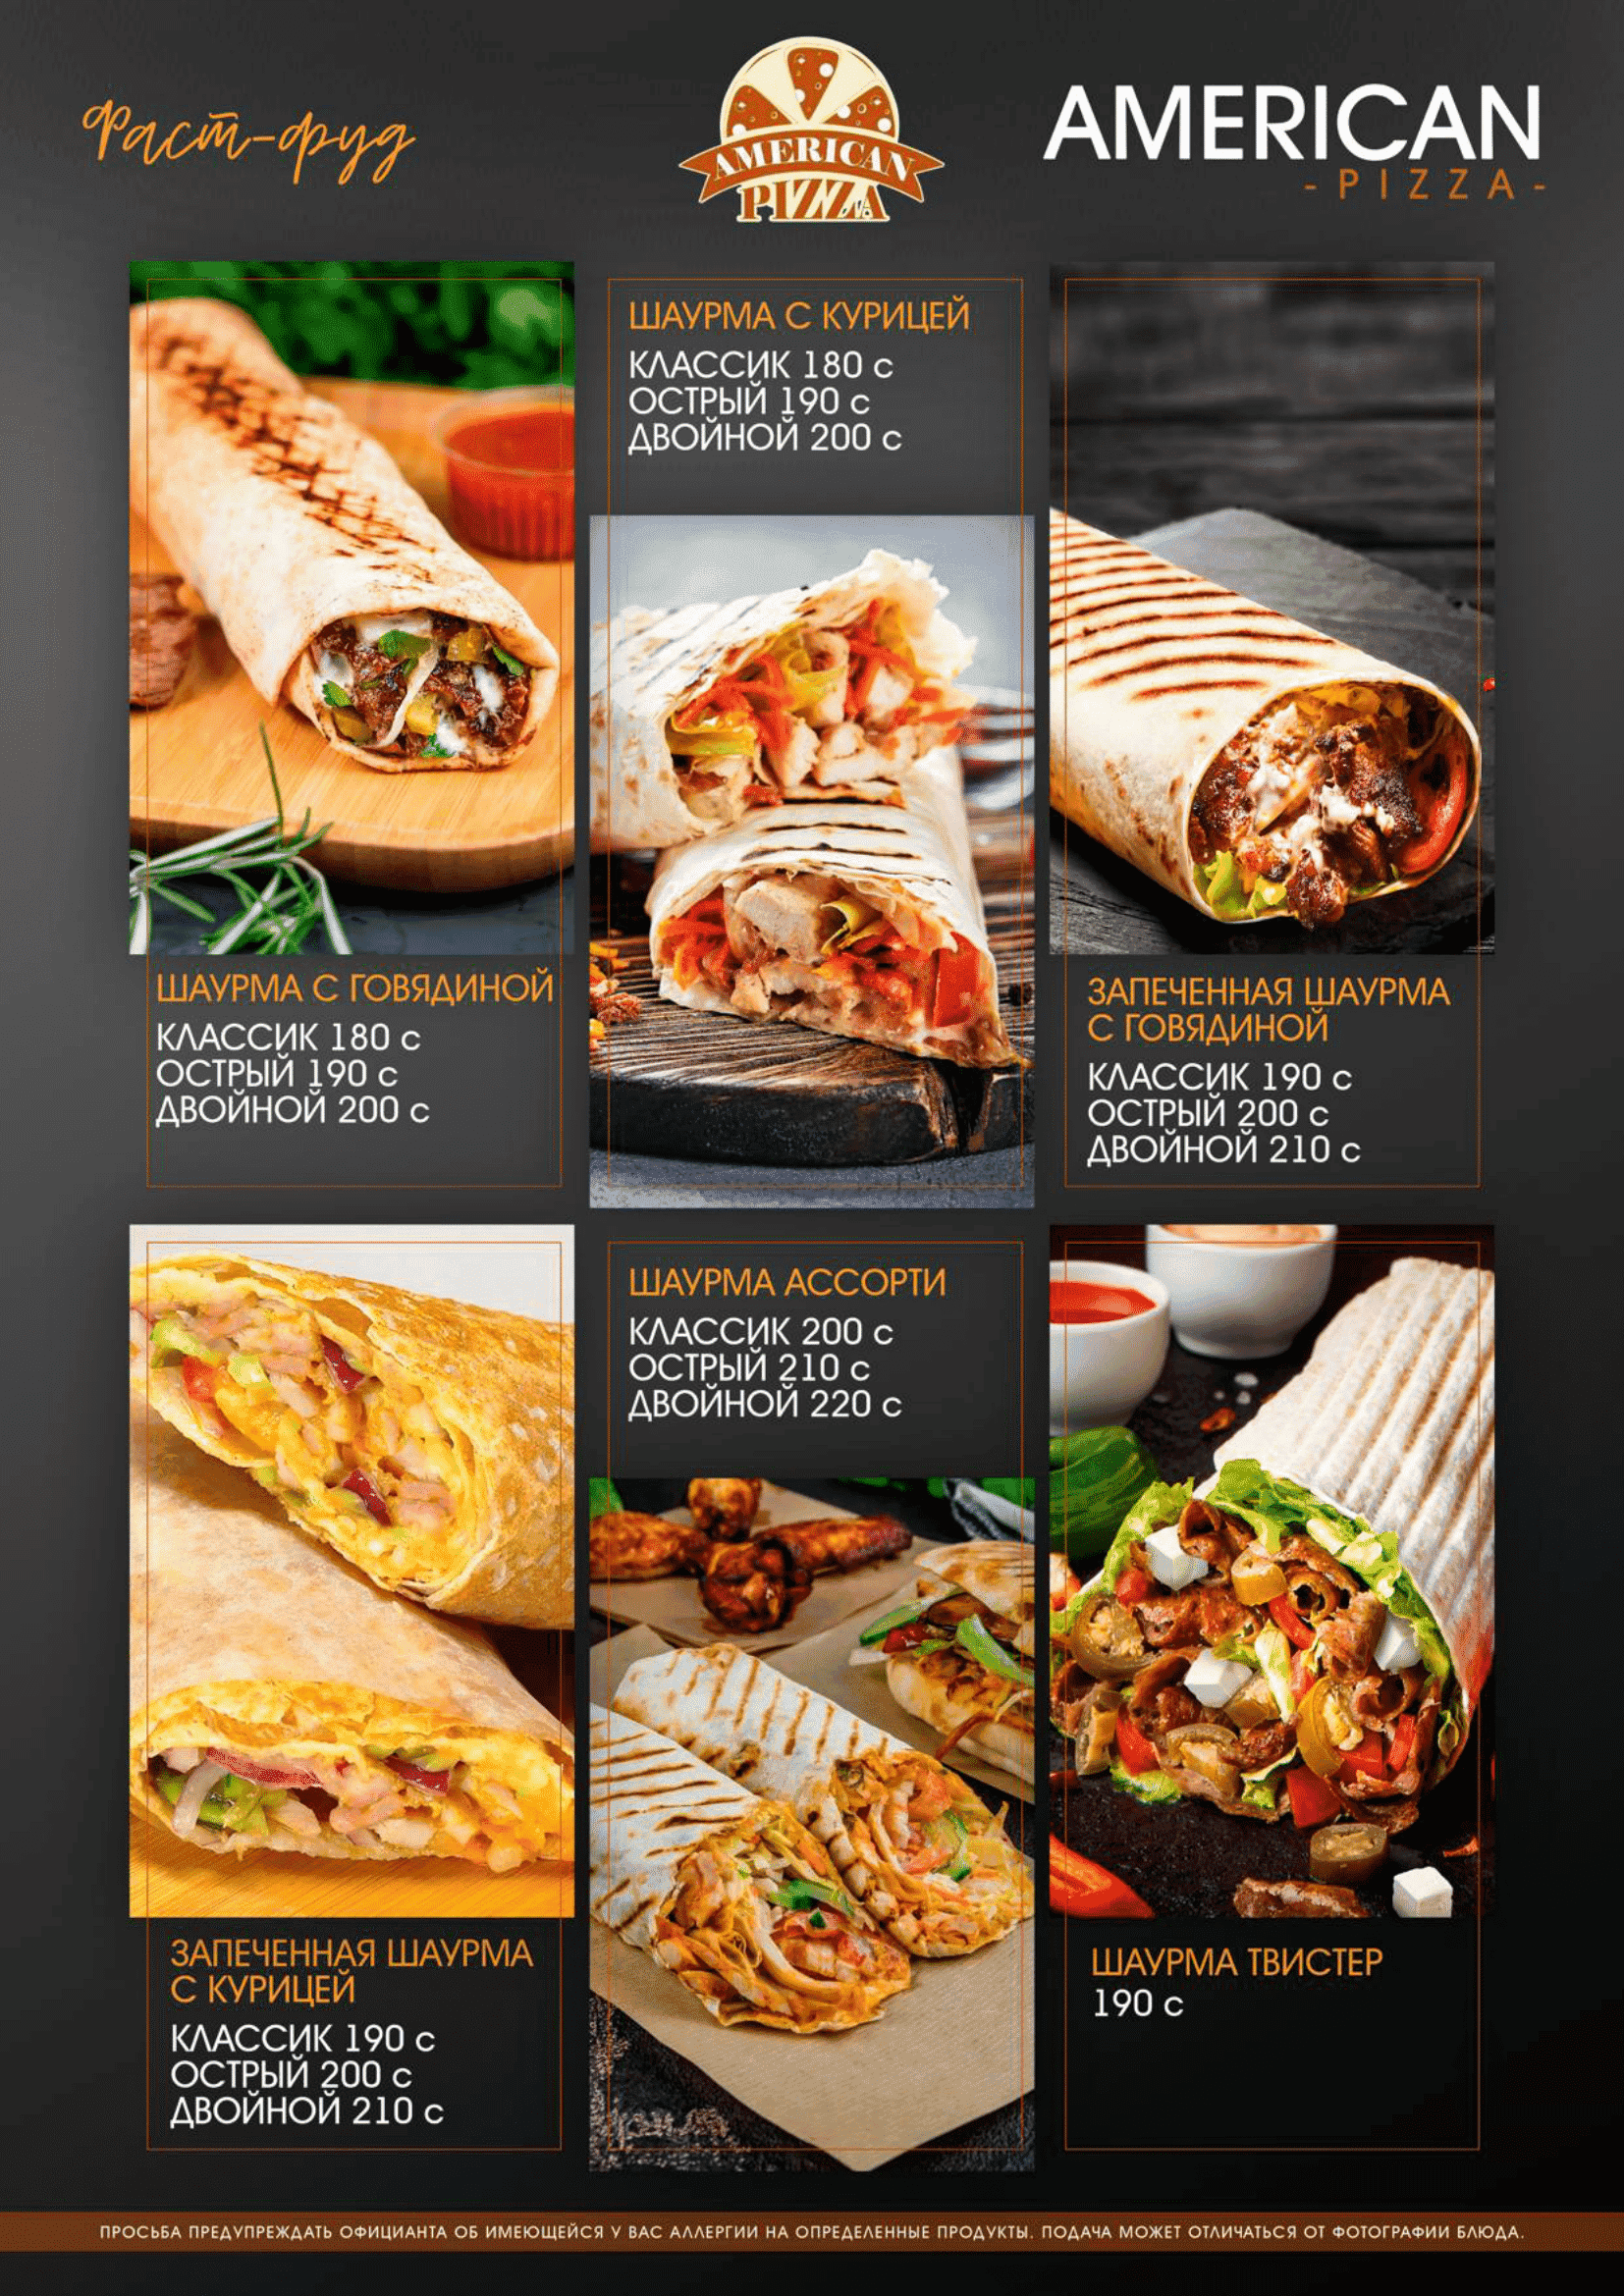 Фаст-фуд
AMERICAN
PIZZA
AMERICAN
- PIZZA -
ШАУРМА С ГОВЯДИНОЙ
КЛАССИК 180 с
ОСТРЫЙ 190 с
ДВОЙНОЙ 200 с
ШАУРМА С КУРИЦЕЙ
КЛАССИК 180 с
ОСТРЫЙ 190 с
ДВОЙНОЙ 200 с
ЗАПЕЧЕННАЯ ШАУРМА
С ГОВЯДИНОЙ
КЛАССИК 190 с
ОСТРЫЙ 200 с
ДВОЙНОЙ 210 с
ЗАПЕЧЕННАЯ ШАУРМА
С КУРИЦЕЙ
КЛАССИК 190 с
ОСТРЫЙ 200 с
ДВОЙНОЙ 210 с
ШАУРМА АССОРТИ
КЛАССИК 200 с
ОСТРЫЙ 210 с
ДВОЙНОЙ 220 с
ШАУРМА ТВИСТЕР
190 с
ПРОСЬБА ПРЕДУПРЕЖДАТЬ ОФИЦИАНТА ОБ ИМЕЮЩЕЙСЯ У ВАС АЛЛЕРГИИ НА ОПРЕДЕЛЕННЫЕ ПРОДУКТЫ. ПОДАЧА МОЖЕТ ОТЛИЧАТЬСЯ ОТ ФОТОГРАФИИ БЛЮДА.